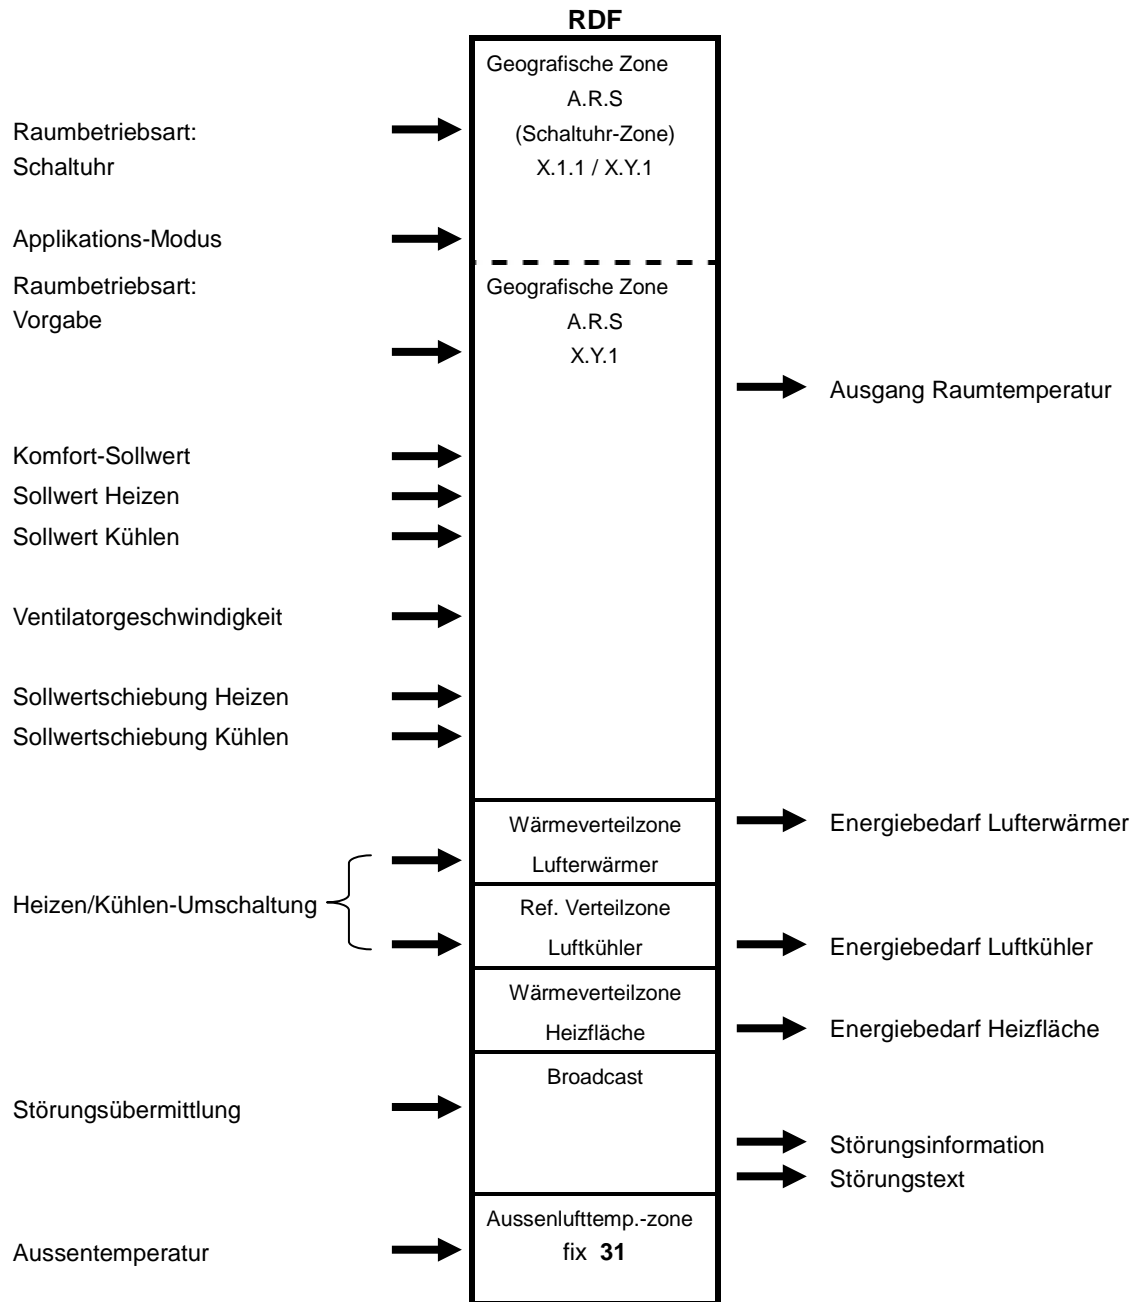 RDF
Geografische Zone
A.R.S
(Schaltuhr-Zone)
X.1.1 / X.Y.1
Raumbetriebsart:
Schaltuhr
Applikations-Modus
Raumbetriebsart:
Vorgabe
Geografische Zone
A.R.S
X.Y.1
Ausgang Raumtemperatur
Komfort-Sollwert
Sollwert Heizen
Sollwert Kühlen
Ventilatorgeschwindigkeit
Sollwertschiebung Heizen
Sollwertschiebung Kühlen
Wärmeverteilzone
Lufterwärmer
Energiebedarf Lufterwärmer
Heizen/Kühlen-Umschaltung
Ref. Verteilzone
Luftkühler
Energiebedarf Luftkühler
Wärmeverteilzone
Heizfläche
Energiebedarf Heizfläche
Broadcast
Störungsübermittlung
Störungsinformation
Störungstext
Aussenlufttemp.-zone
fix 31
Aussentemperatur